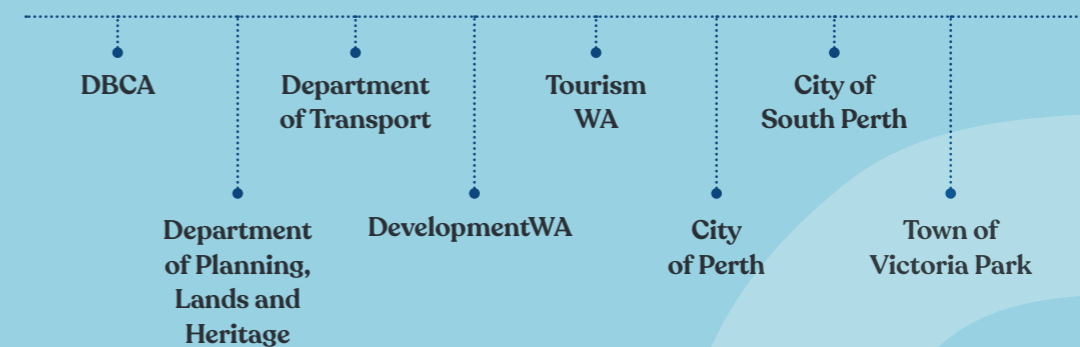 DBCA
Department
of Transport
Tourism
WA
City of
South Perth
Department
of Planning,
Lands and
Heritage
DevelopmentWA
City
of Perth
Town of
Victoria Park